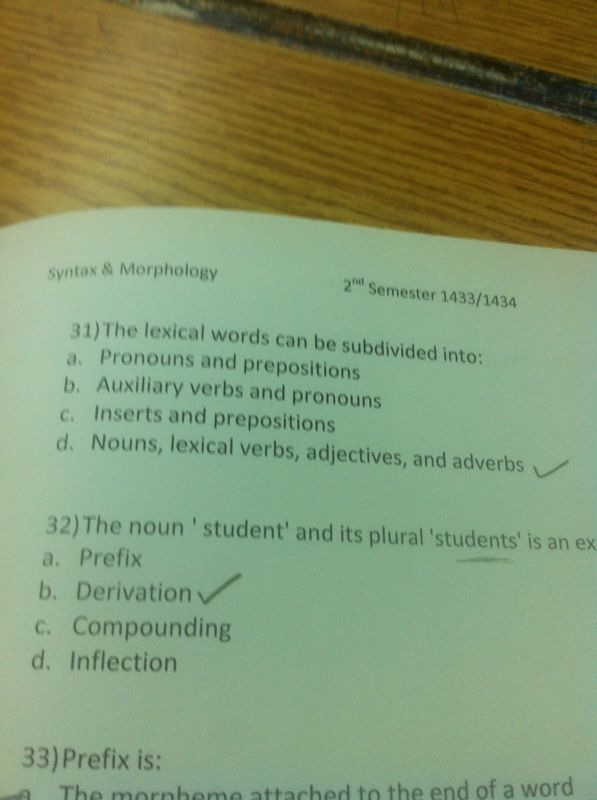 Syntax & Morphology
2nd Semester 1433/1434
31)The lexical words can be subdivided into:
a. Pronouns and prepositions
b. Auxiliary verbs and pronouns
c. Inserts and prepositions
d. Nouns, lexical verbs, adjectives, and adverbs
32)The noun 'student' and its plural 'students' is an ex
a. Prefix
b. Derivation
c. Compounding
d. Inflection
33)Prefix is:
a. The morpheme attached to the end of a word